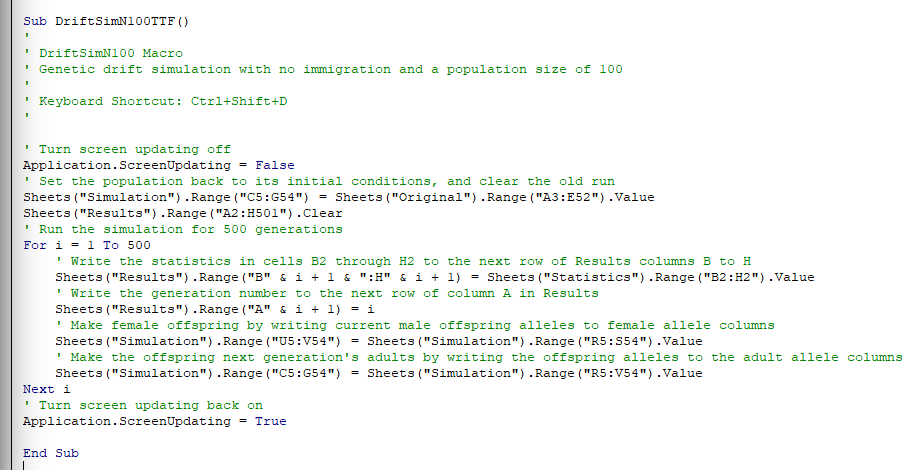 Sub DriftSimN100TTF()
'
' DriftSimN100 Macro
' Genetic drift simulation with no immigration and a population size of 100
'
' Keyboard Shortcut: Ctrl+Shift+D
'
' Turn screen updating off
Application.ScreenUpdating = False
' Set the population back to its initial conditions, and clear the old run
Sheets("Simulation").Range("C5:G54") = Sheets("Original").Range("A3:E52").Value
Sheets("Results").Range("A2:H501").Clear
' Run the simulation for 500 generations
For i = 1 To 500
    ' Write the statistics in cells B2 through H2 to the next row of Results columns B to H
    Sheets("Results").Range("B" & i + 1 & ":H" & i + 1) = Sheets("Statistics").Range("B2:H2").Value
    ' Write the generation number to the next row of column A in Results
    Sheets("Results").Range("A" & i + 1) = i
    ' Make female offspring by writing current male offspring alleles to female allele columns
    Sheets("Simulation").Range("U5:V54") = Sheets("Simulation").Range("R5:S54").Value
    ' Make the offspring next generation's adults by writing the offspring alleles to the adult allele columns
    Sheets("Simulation").Range("C5:G54") = Sheets("Simulation").Range("R5:V54").Value
Next i
' Turn screen updating back on
Application.ScreenUpdating = True
End Sub